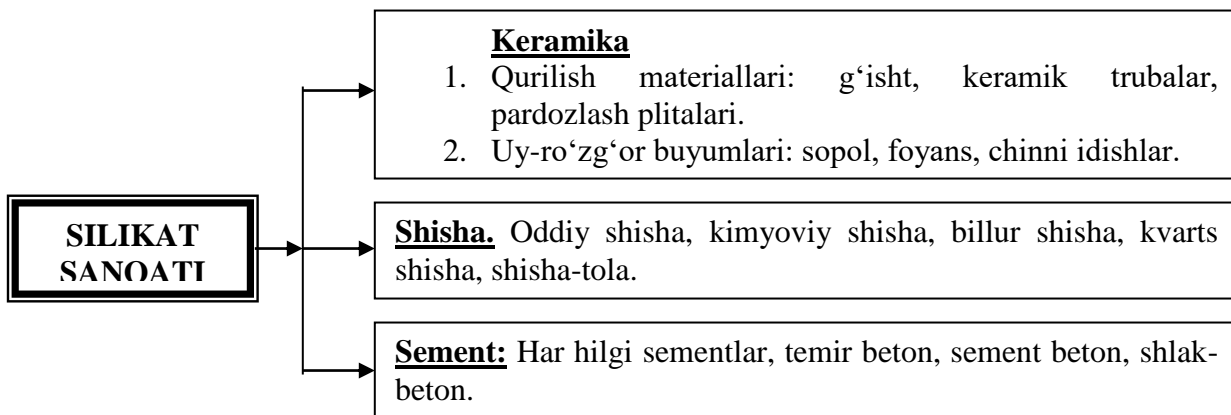 Keramika
1. Qurilish materiallari: g‘isht, keramik trubalar,
pardozlash plitalari.
2. Uy-ro‘zg‘or buyumlari: sopol, foyans, chinni idishlar.
SILIKAT
SANOATI
Shisha. Oddiy shisha, kimyoviy shisha, billur shisha, kvarts
shisha, shisha-tola.
Sement: Har hilgi sementlar, temir beton, sement beton, shlak-
beton.